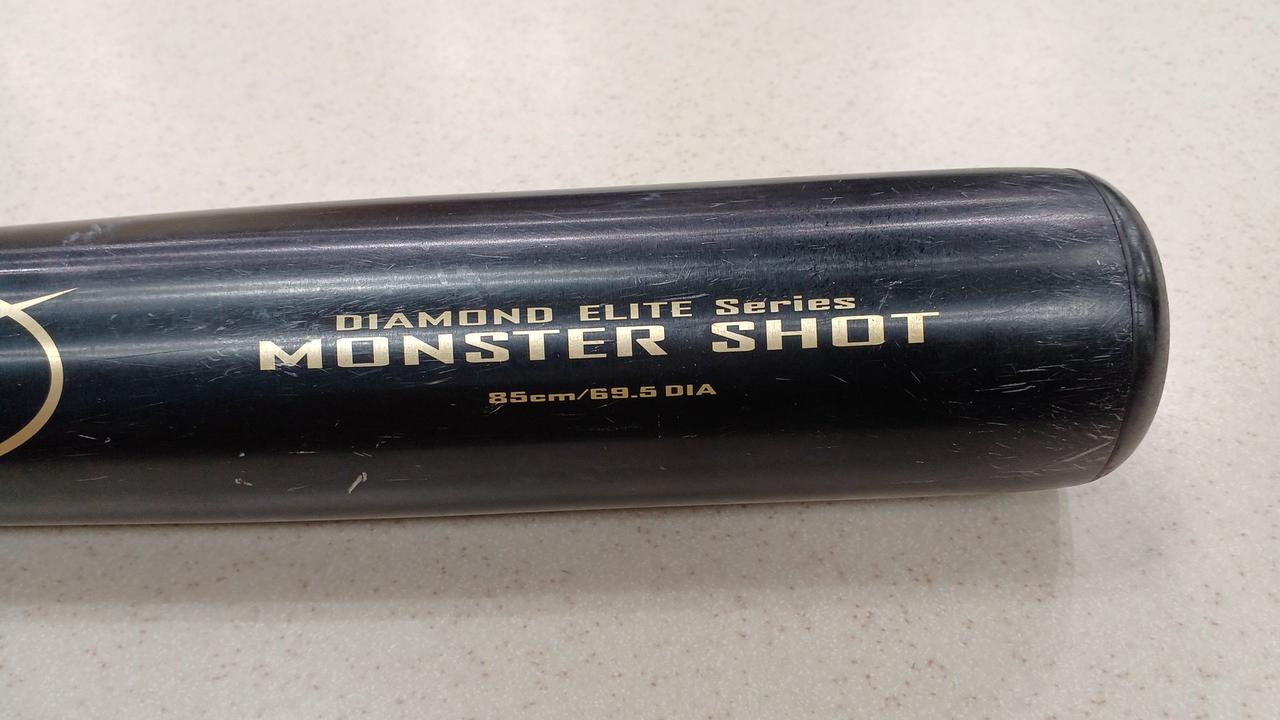 DIAMOND ELITE Series
MONSTER SHOT
85cm/69.5 DIA